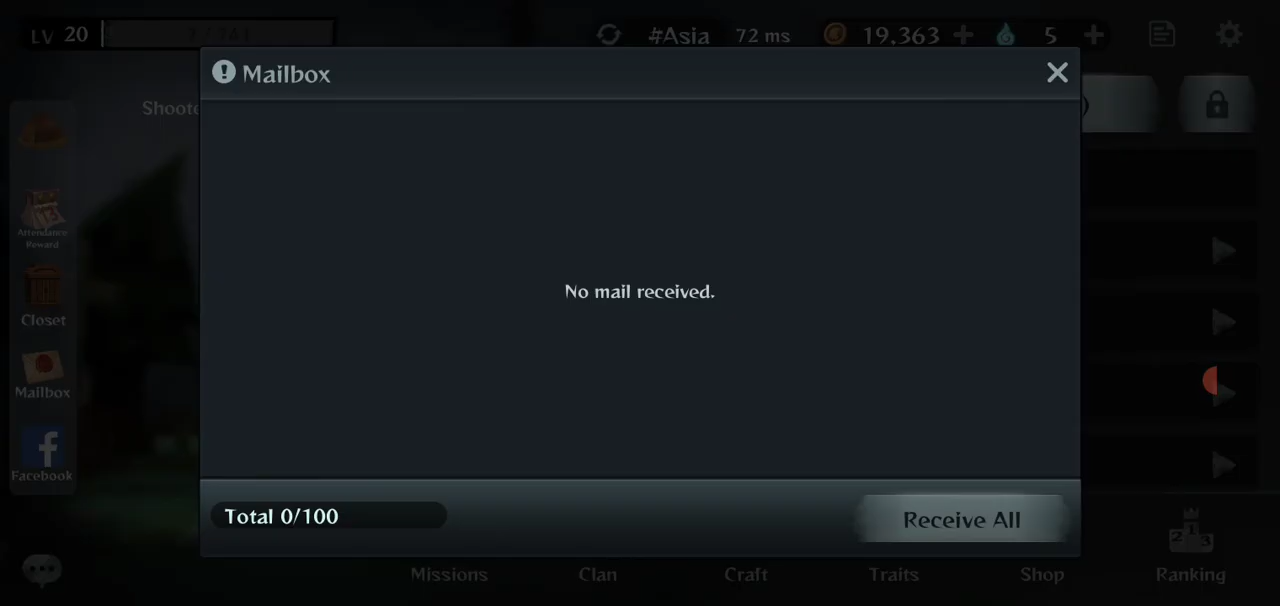 LV 20
#Asia 72 ms 19,363 5
Mailbox
Shoote
Attendance
Reward
No mail received.
Closet
Mailbox
Facebook
Total 0/100
Receive All
Missions Clan Craft Traits Shop Ranking